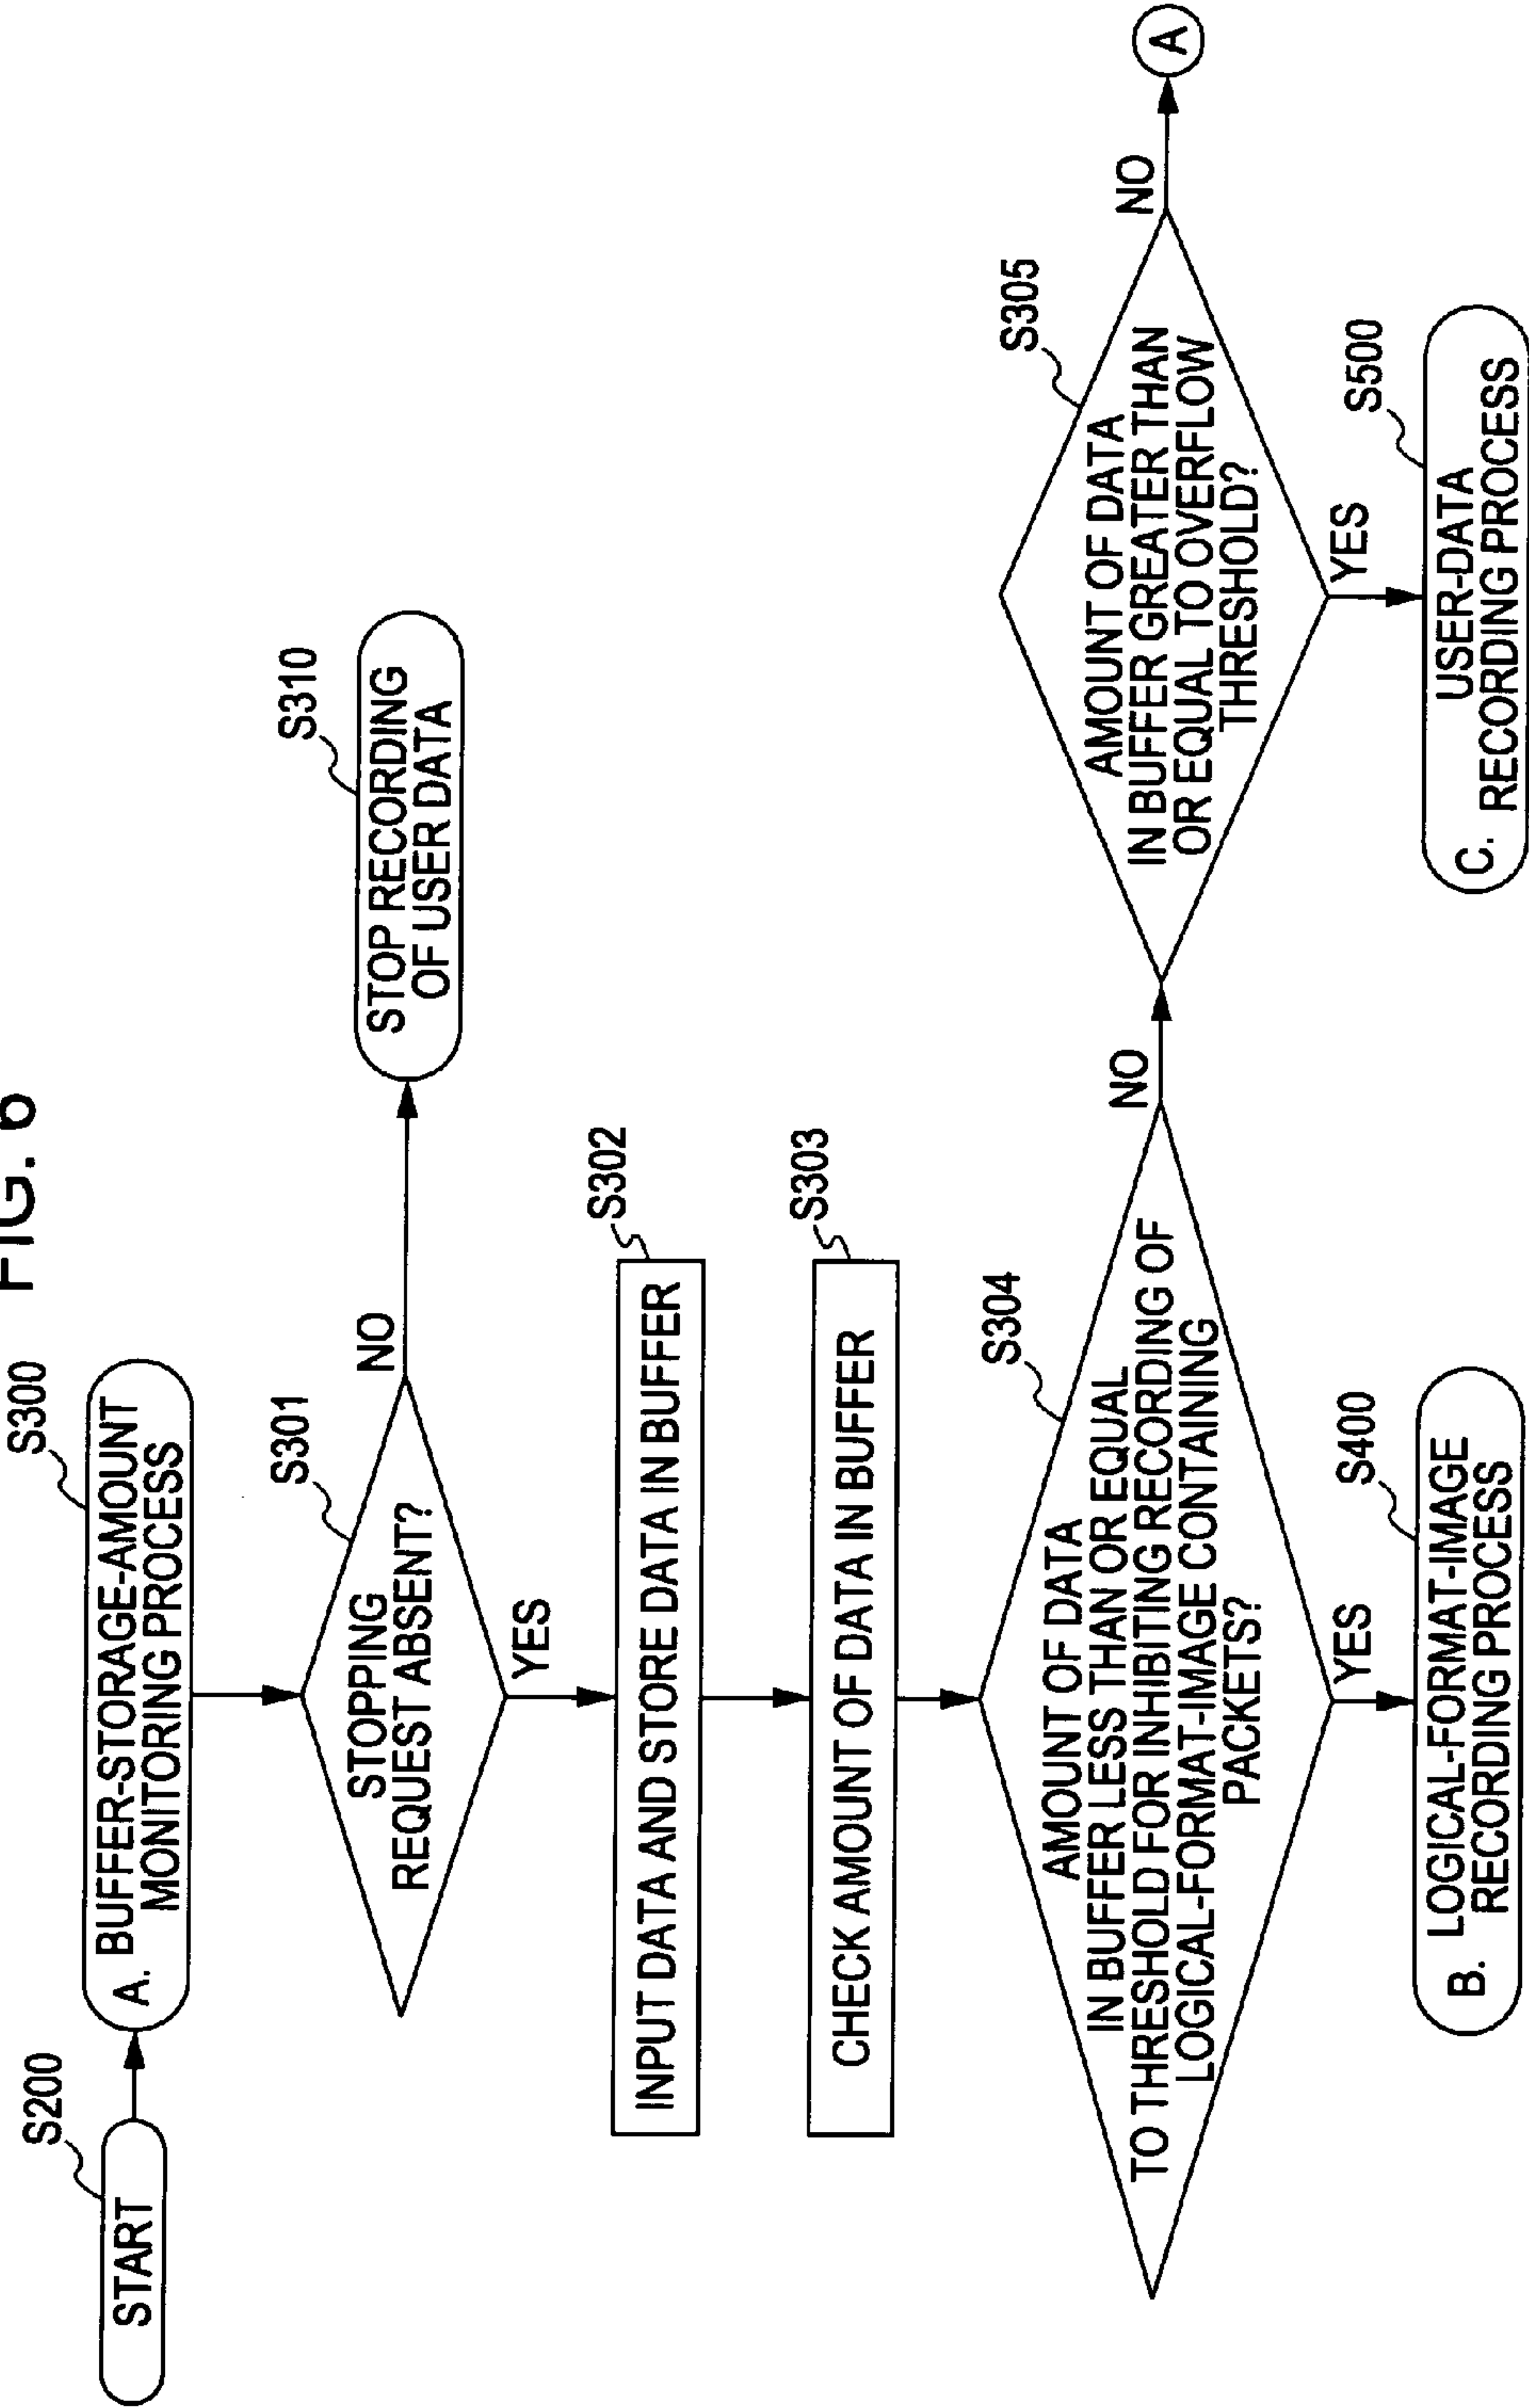 FIG. 6
S200
START
S300
A. BUFFER-STORAGE-AMOUNT
MONITORING PROCESS
S301
STOPPING
REQUEST ABSENT?
NO
S310
STOP RECORDING
OF USER DATA
YES
S302
INPUT DATA AND STORE DATA IN BUFFER
S303
CHECK AMOUNT OF DATA IN BUFFER
S304
AMOUNT OF DATA
IN BUFFER LESS THAN OR EQUAL
TO THRESHOLD FOR INHIBITING RECORDING OF
LOGICAL-FORMAT-IMAGE CONTAINING
PACKETS?
NO
S305
AMOUNT OF DATA
IN BUFFER GREATER THAN
OR EQUAL TO OVERFLOW
THRESHOLD?
NO
A
YES
S400
B. LOGICAL-FORMAT-IMAGE
RECORDING PROCESS
YES
S500
USER-DATA
C. RECORDING PROCESS